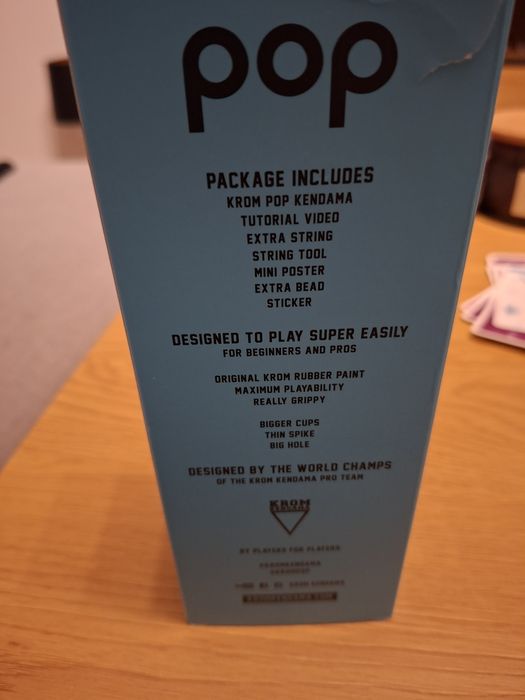 pop
PACKAGE INCLUDES
KROM POP KENDAMA
TUTORIAL VIDEO
EXTRA STRING
STRING TOOL
MINI POSTER
EXTRA BEAD
STICKER
DESIGNED TO PLAY SUPER EASILY
FOR BEGINNERS AND PROS
ORIGINAL KROM RUBBER PAINT
MAXIMUM PLAYABILITY
REALLY GRIPPY
BIGGER CUPS
THIN SPIKE
BIG HOLE
DESIGNED BY THE WORLD CHAMPS
OF THE KROM KENDAMA PRO TEAM
KROM
KENDAMA
BY PLAYERS FOR PLAYERS